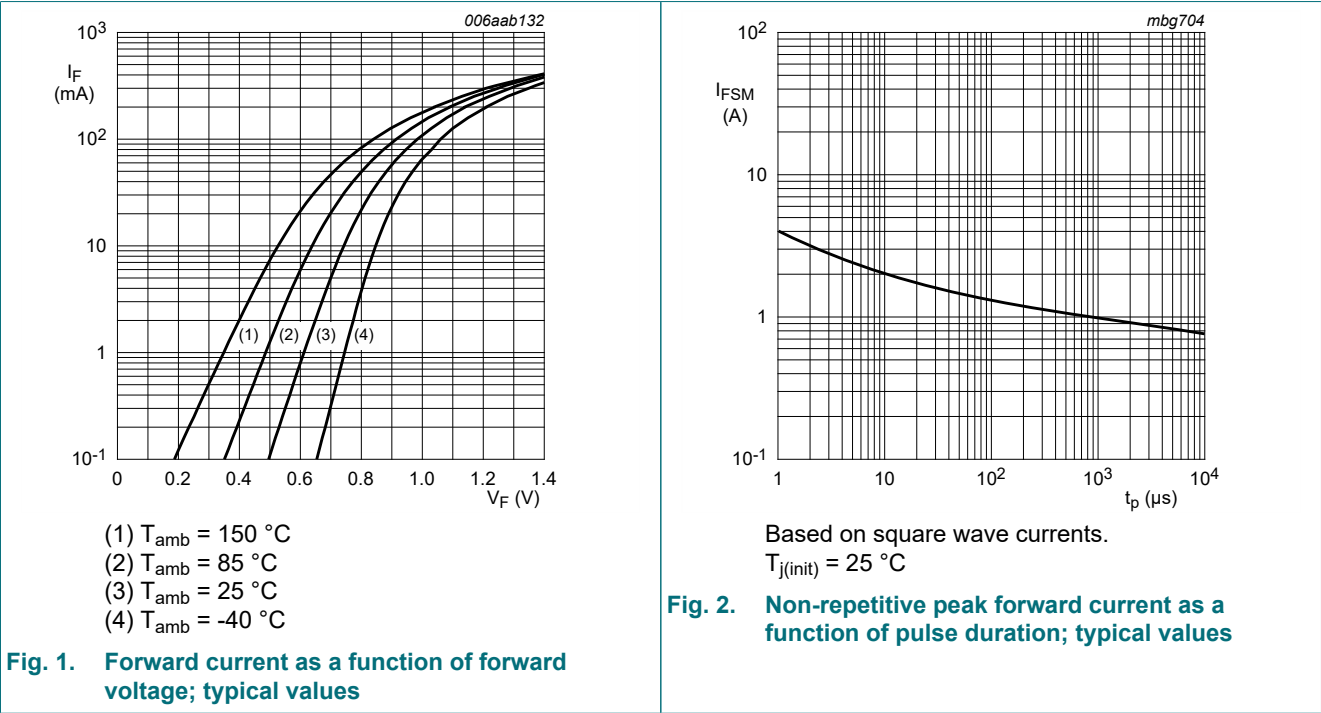 006aab132
10³
I_F
(mA)
10²
10
1
10⁻¹
(1) (2) (3) (4)
0 0.2 0.4 0.6 0.8 1.0 1.2 1.4
V_F (V)
(1) T_amb = 150 °C
(2) T_amb = 85 °C
(3) T_amb = 25 °C
(4) T_amb = -40 °C
Fig. 1. Forward current as a function of forward
voltage; typical values
mbg704
10²
I_FSM
(A)
10
1
10⁻¹
1 10 10² 10³ 10⁴
t_p (µs)
Based on square wave currents.
T_j(init) = 25 °C
Fig. 2. Non-repetitive peak forward current as a
function of pulse duration; typical values